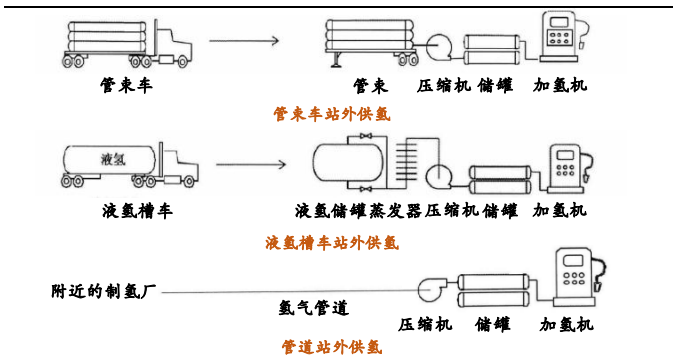 管束车 管束 压缩机 储罐 加氢机
管束车站外供氢
液氢
液氢槽车 液氢储罐蒸发器压缩机储罐 加氢机
液氢槽车站外供氢
附近的制氢厂
氢气管道
压缩机 储罐 加氢机
管道站外供氢